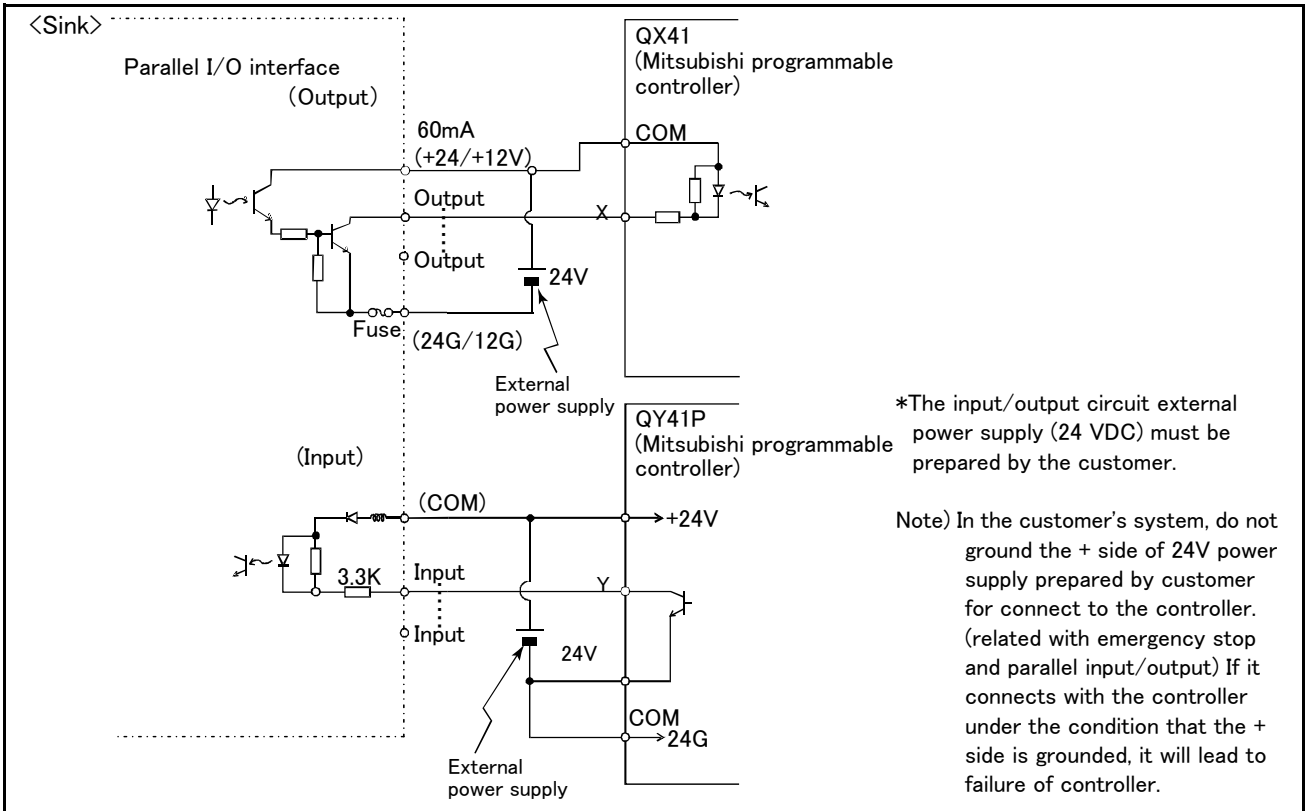 <Sink>
Parallel I/O interface
(Output)
QX41
(Mitsubishi programmable
controller)
60mA
(+24/+12V)
COM
Output
X
Output
24V
Fuse
(24G/12G)
External
power supply
QY41P
(Mitsubishi programmable
controller)
(Input)
(COM)
+24V
3.3K
Input
Y
Input
24V
COM
24G
External
power supply
*The input/output circuit external
power supply (24 VDC) must be
prepared by the customer.
Note) In the customer's system, do not
ground the + side of 24V power
supply prepared by customer
for connect to the controller.
(related with emergency stop
and parallel input/output) If it
connects with the controller
under the condition that the +
side is grounded, it will lead to
failure of controller.